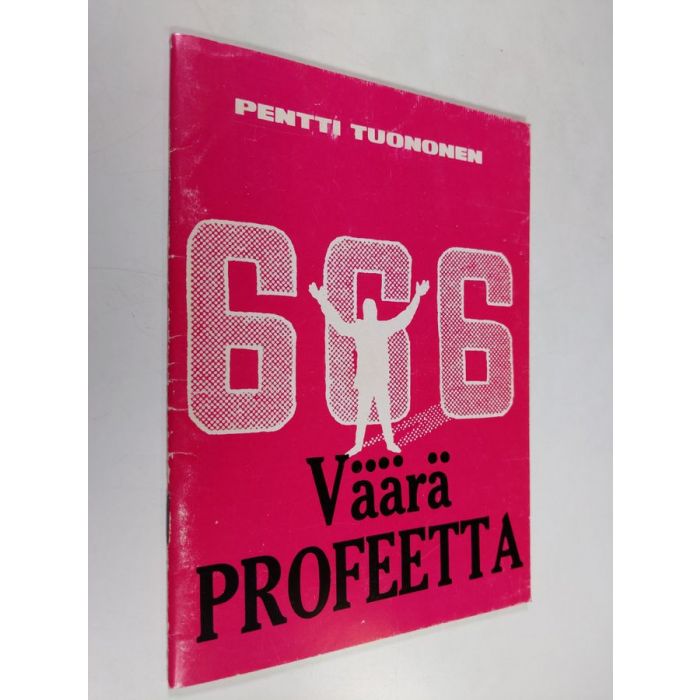 PENTTI TUONONEN
666
Väärä
PROFEETTA